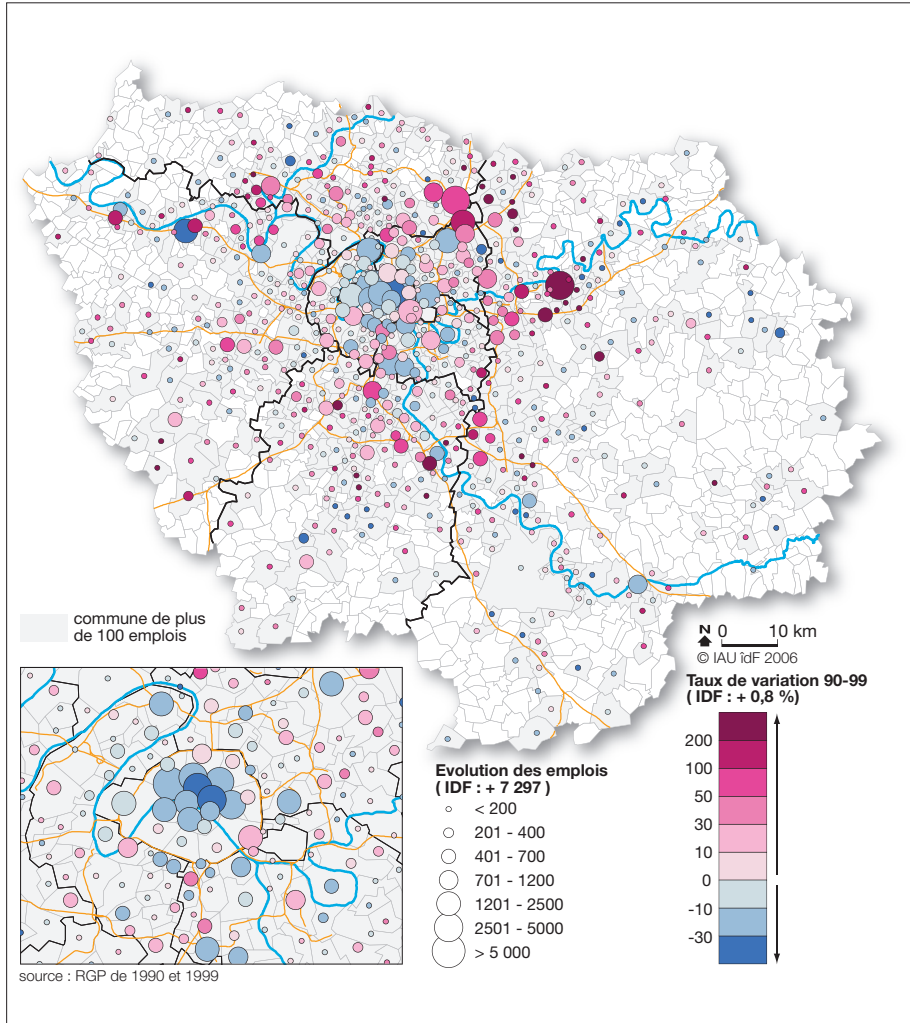 commune de plus
de 100 emplois
N 0 10 km
© IAU îdF 2006
Taux de variation 90-99
( IDF : + 0,8 %)
200
100
50
30
10
0
-10
-30
Evolution des emplois
( IDF : + 7 297 )
< 200
201 - 400
401 - 700
701 - 1200
1201 - 2500
2501 - 5000
> 5 000
source : RGP de 1990 et 1999